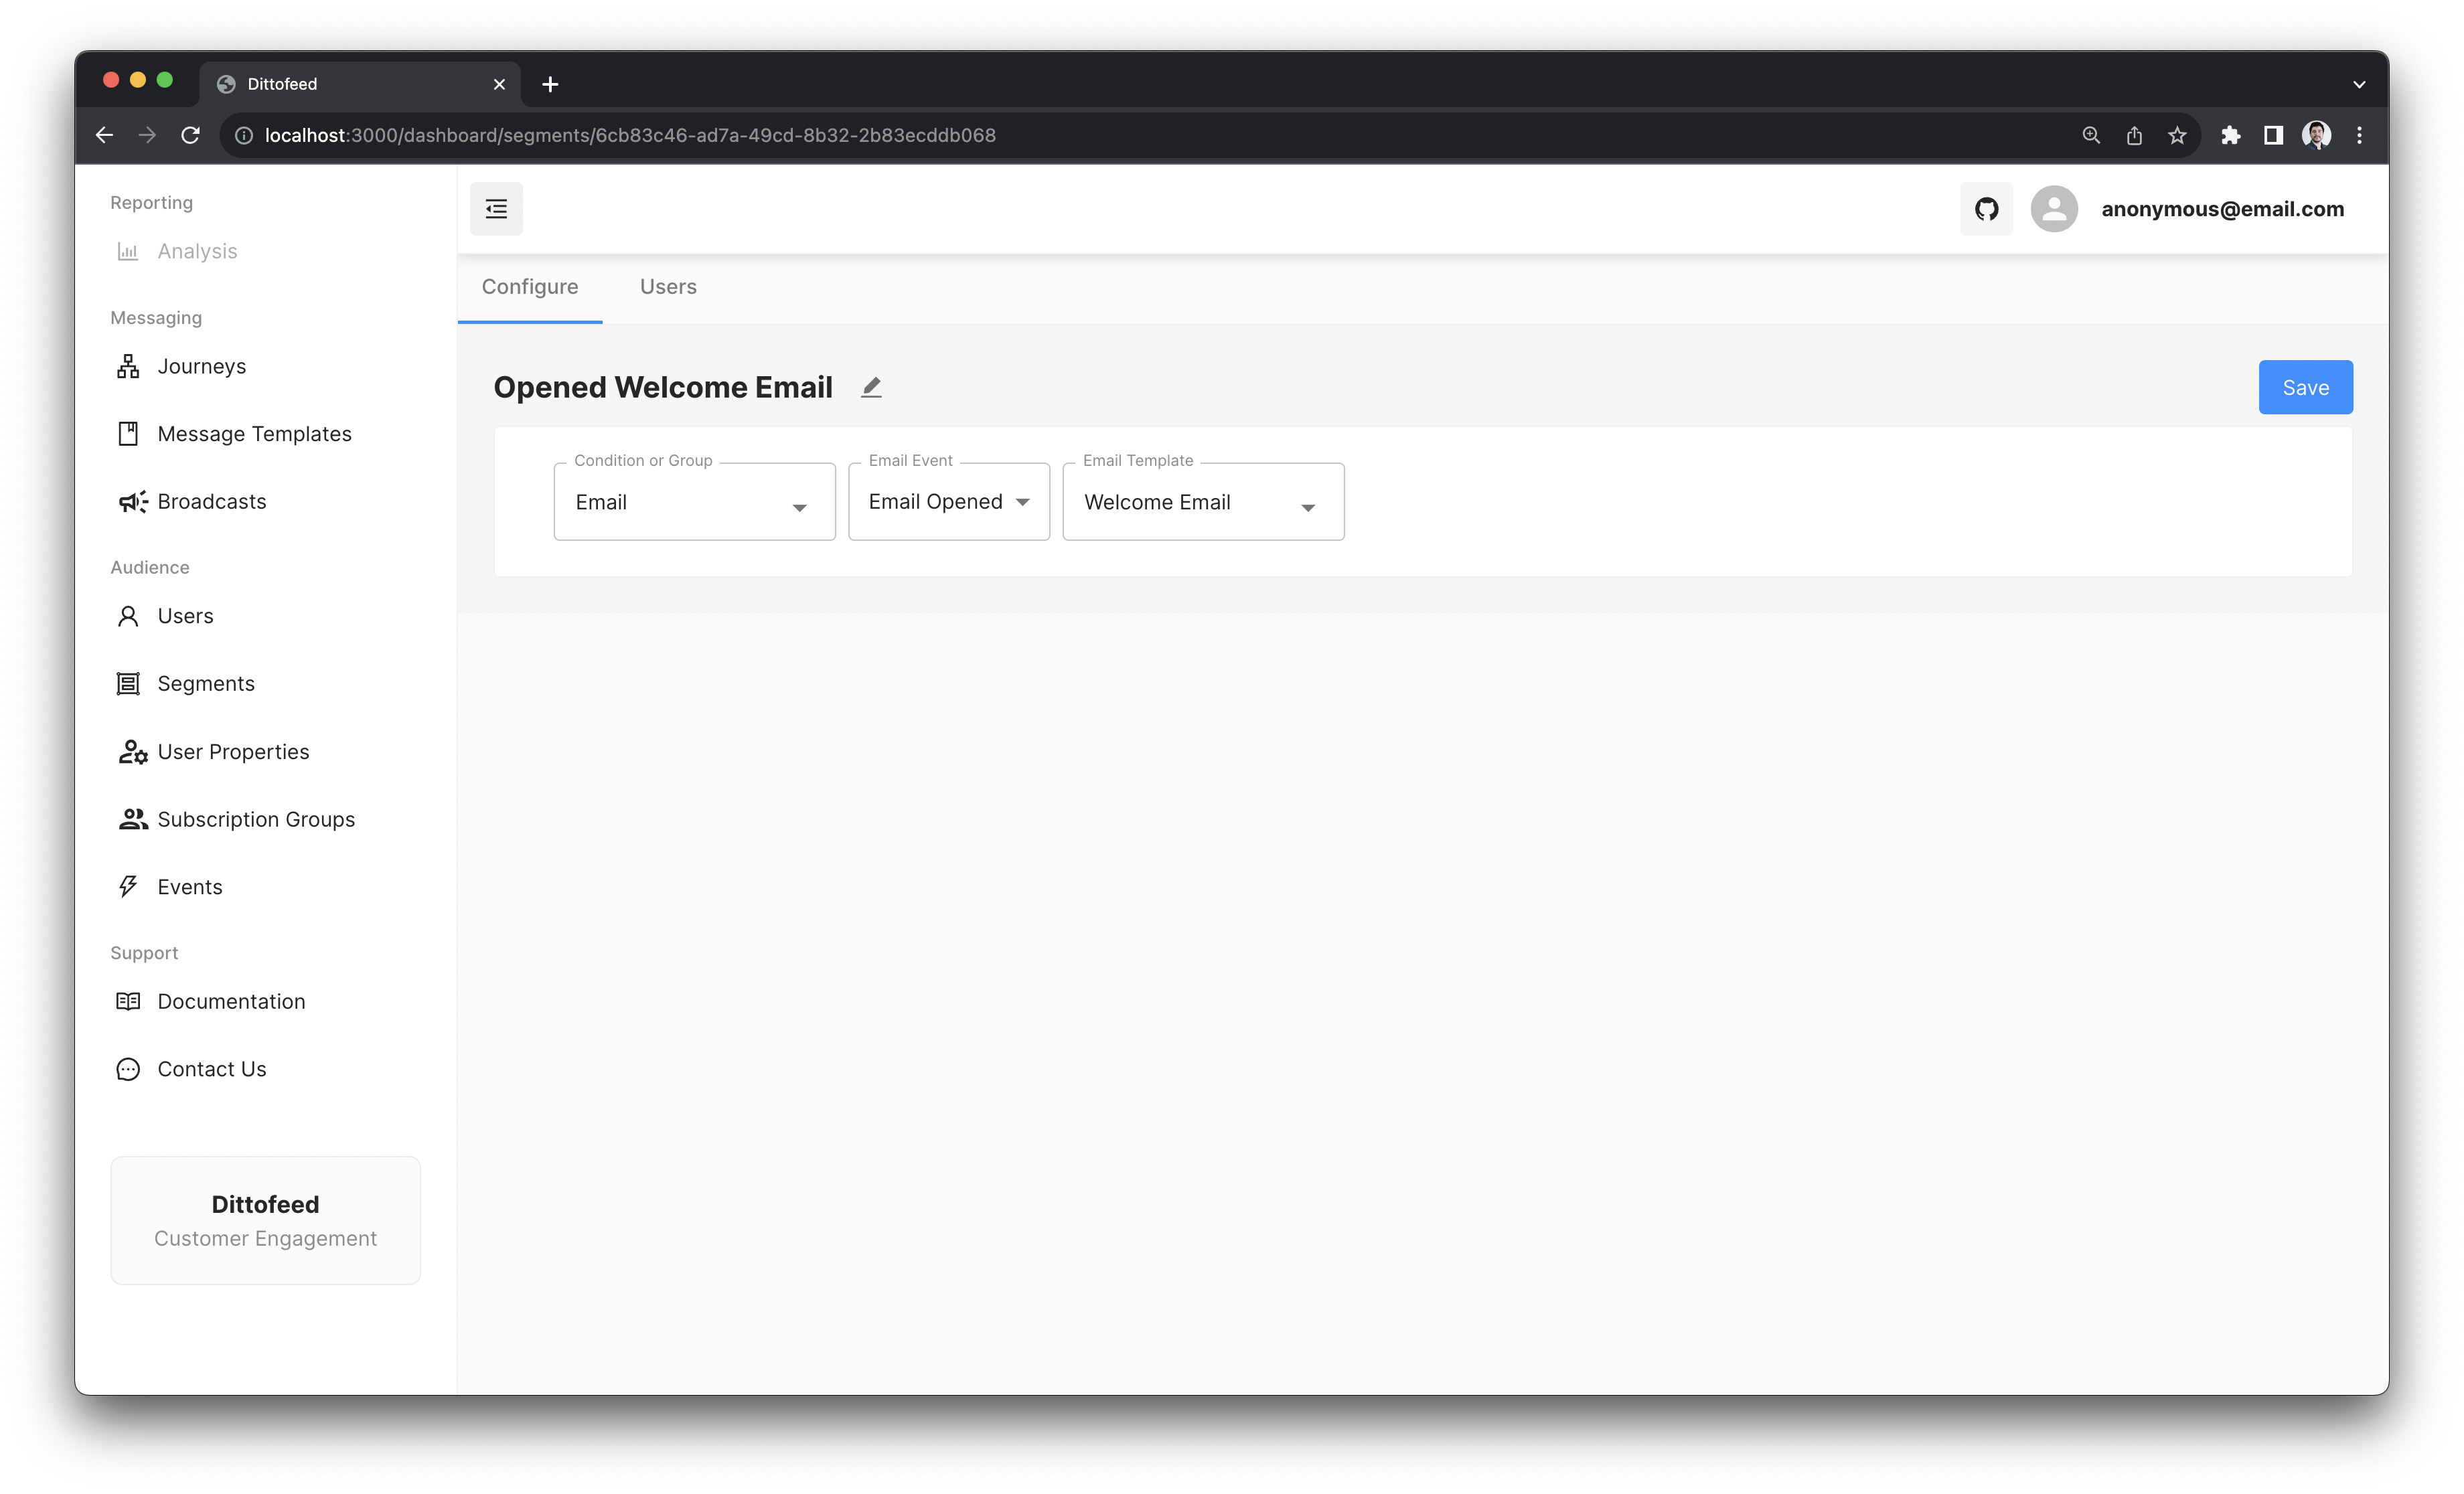 Dittofeed
localhost:3000/dashboard/segments/6cb83c46-ad7a-49cd-8b32-2b83ecddb068
Reporting
Analysis
Messaging
Journeys
Message Templates
Broadcasts
Audience
Users
Segments
User Properties
Subscription Groups
Events
Support
Documentation
Contact Us
Dittofeed
Customer Engagement
anonymous@email.com
Configure Users
Opened Welcome Email
Save
Condition or Group Email Event Email Template
Email Email Opened Welcome Email